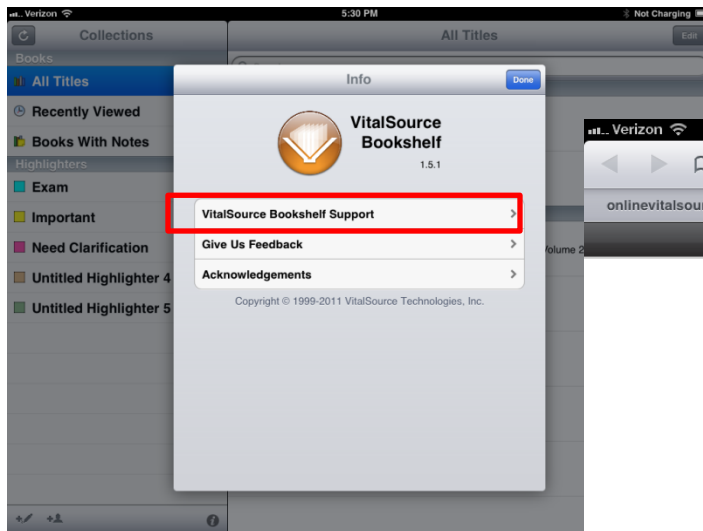 Verizon
5:30 PM
Not Charging
Collections
All Titles
Edit
Books
All Titles
Recently Viewed
Books With Notes
Highlighters
Exam
Important
Need Clarification
Untitled Highlighter 4
Untitled Highlighter 5
Info
Done
VitalSource
Bookshelf
1.5.1
VitalSource Bookshelf Support
Give Us Feedback
Acknowledgements
Copyright © 1999-2011 VitalSource Technologies, Inc.
Volume 2
Verizon
onlinevitalsour